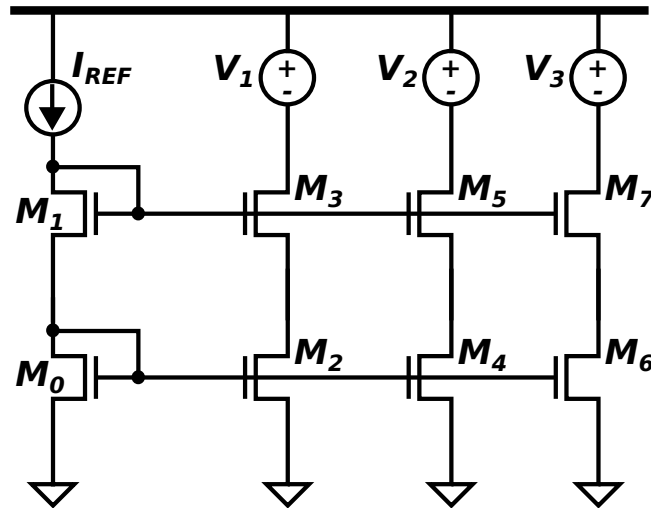 I_REF V_1 V_2 V_3
+ + +
- - -
M_1 M_3 M_5 M_7
M_0 M_2 M_4 M_6